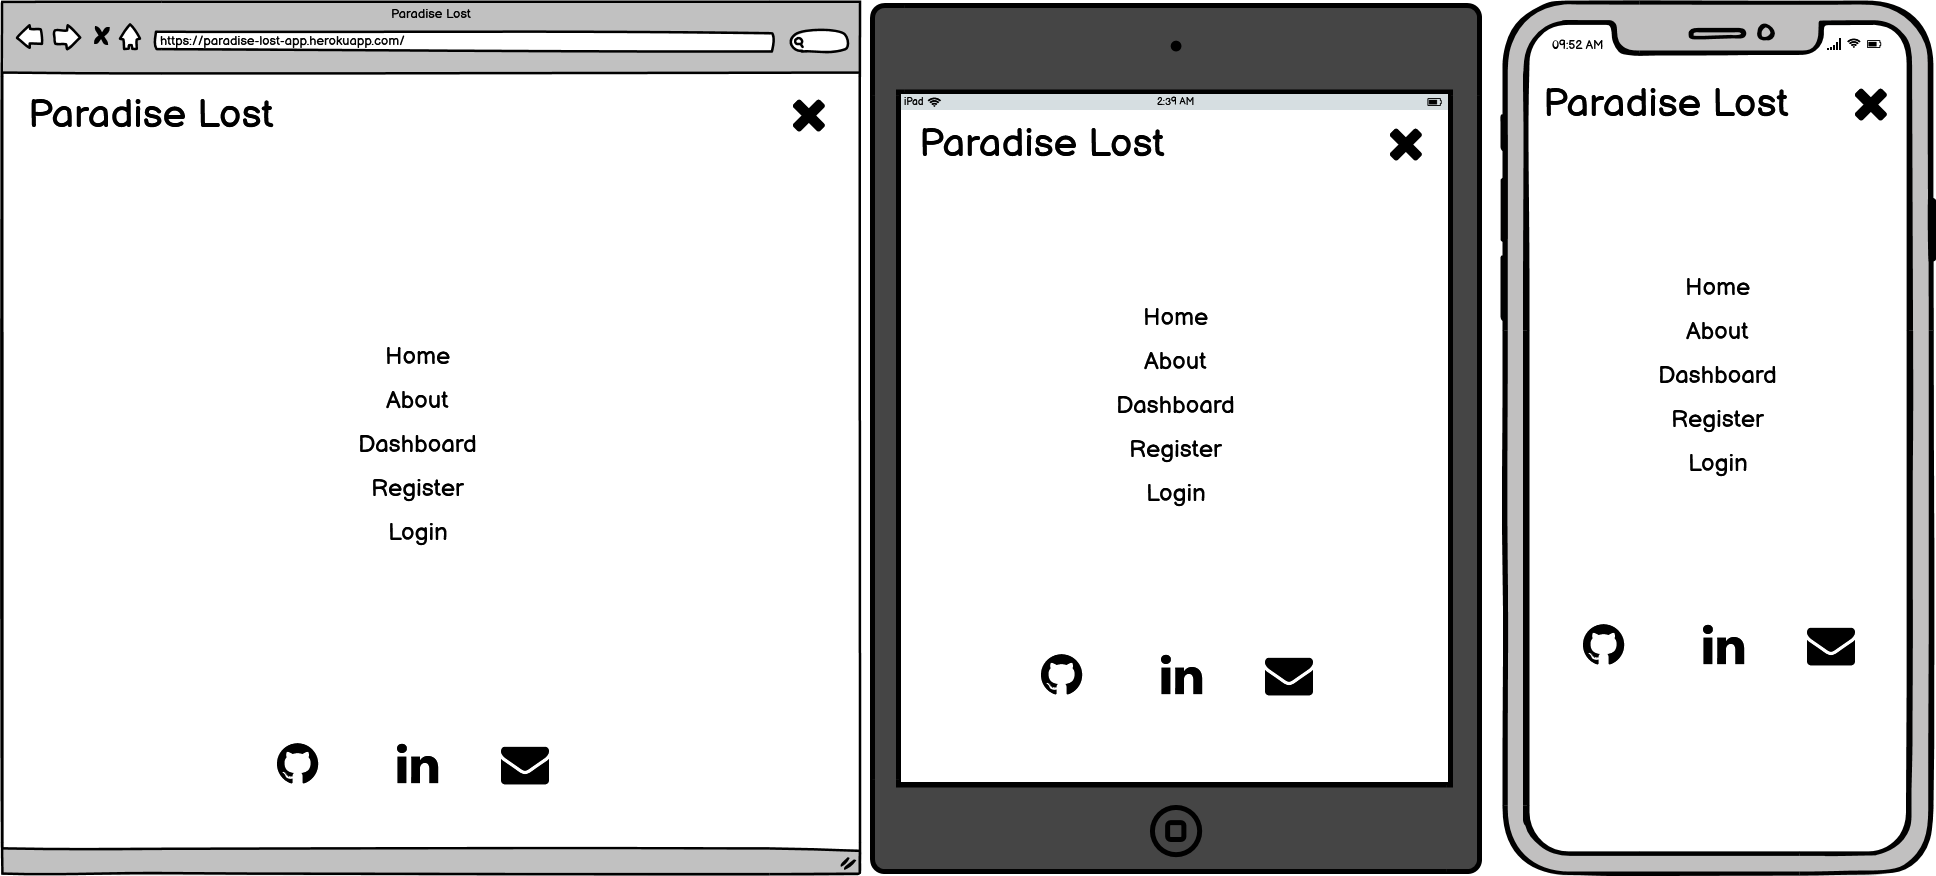 Paradise Lost
https://paradise-lost-app.herokuapp.com/
Paradise Lost
Home
About
Dashboard
Register
Login
in
iPad
2:39 AM
Paradise Lost
Home
About
Dashboard
Register
Login
in
09:52 AM
Paradise Lost
Home
About
Dashboard
Register
Login
in